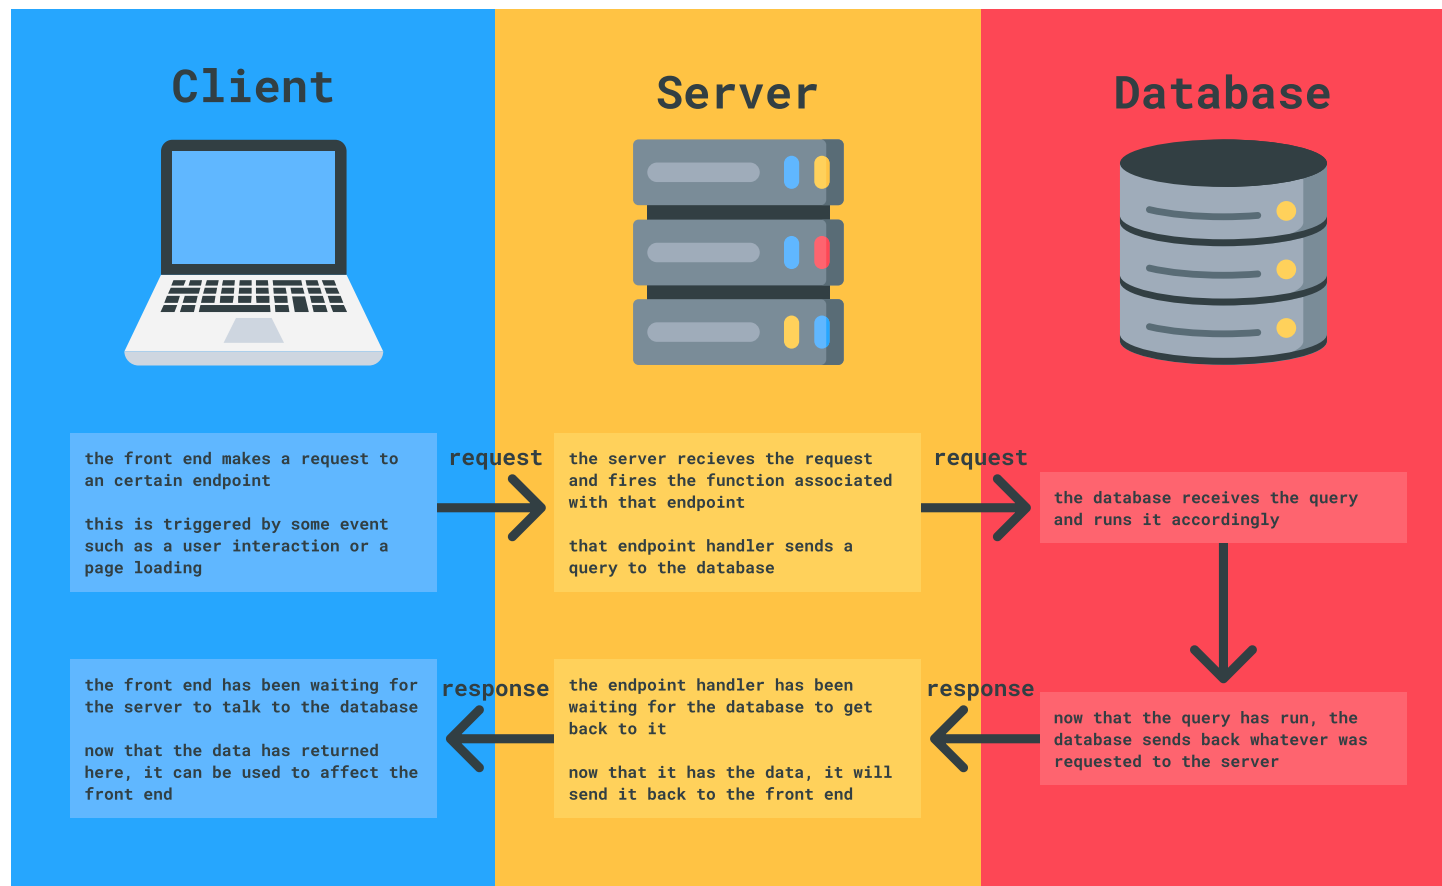 Client
Server
Database
the front end makes a request to
an certain endpoint
this is triggered by some event
such as a user interaction or a
page loading
request
the server recieves the request
and fires the function associated
with that endpoint
that endpoint handler sends a
query to the database
request
the database receives the query
and runs it accordingly
now that the query has run, the
database sends back whatever was
requested to the server
response
the endpoint handler has been
waiting for the database to get
back to it
now that it has the data, it will
send it back to the front end
response
the front end has been waiting for
the server to talk to the database
now that the data has returned
here, it can be used to affect the
front end